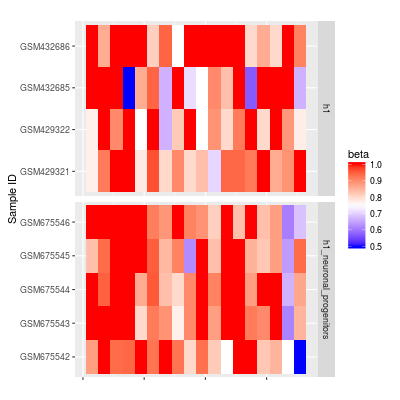 GSM432686
GSM432685
GSM429322
GSM429321
h1
GSM675546
GSM675545
GSM675544
GSM675543
GSM675542
h1_neuronal_progenitors
Sample ID
beta
1.0
0.9
0.8
0.7
0.6
0.5